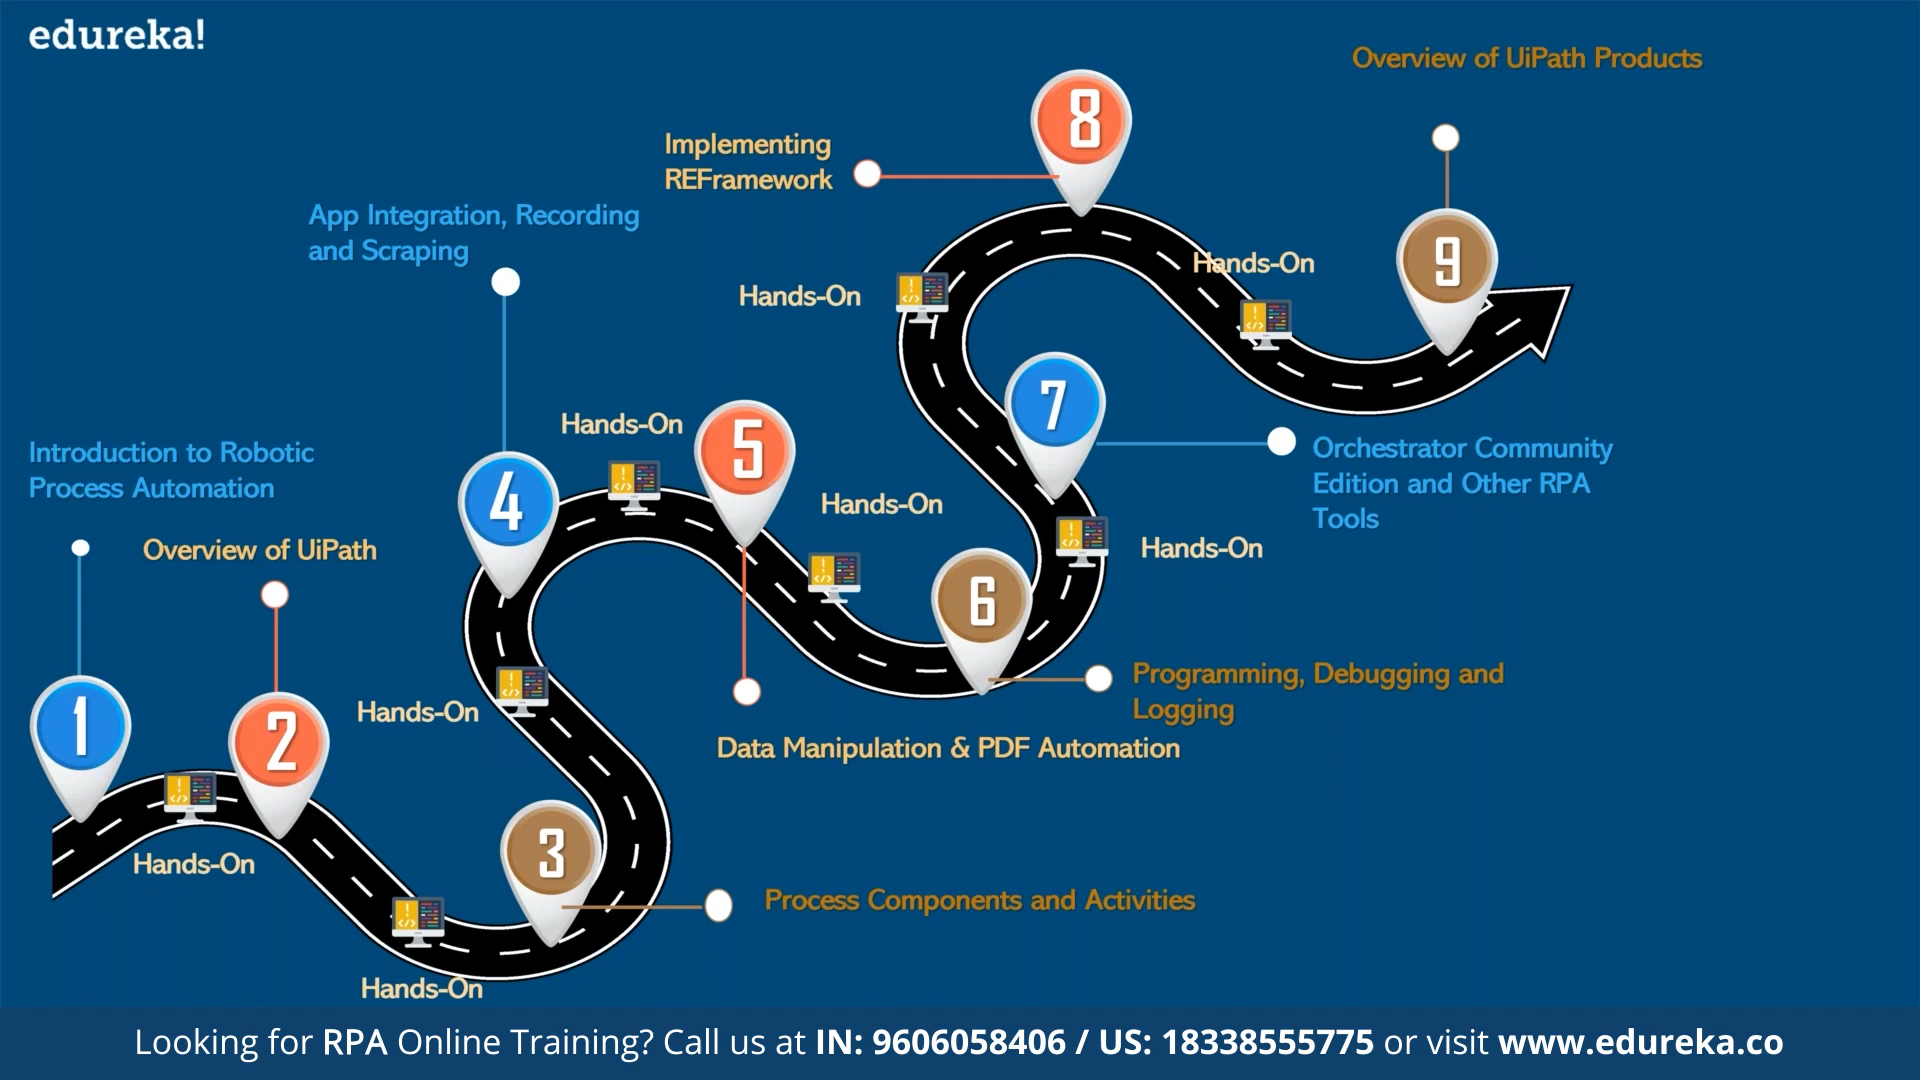 edureka!
Overview of UiPath Products
Implementing
REFramework
8
App Integration, Recording
and Scraping
9
Hands-On
Hands-On
7
Hands-On
5
Introduction to Robotic
Process Automation
Orchestrator Community
Edition and Other RPA
Tools
4
Hands-On
Overview of UiPath
Hands-On
6
Programming, Debugging and
Logging
1
2
Hands-On
Data Manipulation & PDF Automation
3
Hands-On
Process Components and Activities
Hands-On
Looking for RPA Online Training? Call us at IN: 9606058406 / US: 18338555775 or visit www.edureka.co